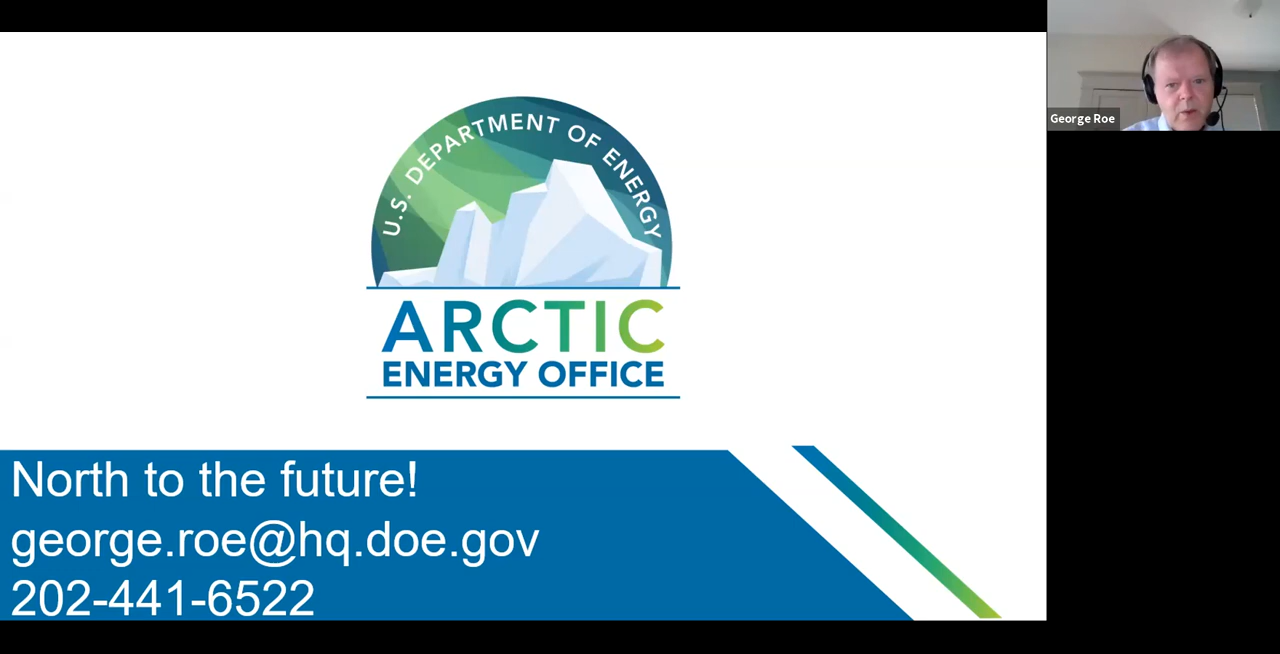 U.S. DEPARTMENT OF ENERGY
ARCTIC
ENERGY OFFICE
North to the future!
george.roe@hq.doe.gov
202-441-6522
George Roe